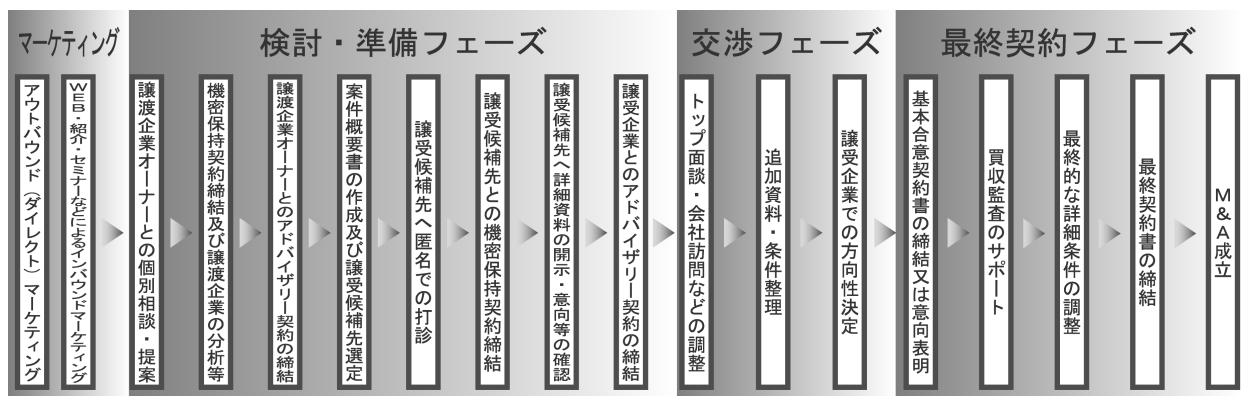 マーケティング
アウトバウンド(ダイレクト)マーケティング
WEB・紹介・セミナーなどによるインバウンドマーケティング
検討・準備フェーズ
譲渡企業オーナーとの個別相談・提案
機密保持契約締結及び譲渡企業の分析等
譲渡企業オーナーとのアドバイザリー契約の締結
案件概要書の作成及び譲受候補先選定
譲受候補先へ匿名での打診
譲受候補先との機密保持契約締結
譲受候補先へ詳細資料の開示・意向等の確認
譲受企業とのアドバイザリー契約の締結
交渉フェーズ
トップ面談・会社訪問などの調整
追加資料・条件整理
譲受企業での方向性決定
最終契約フェーズ
基本合意契約書の締結又は意向表明
買収監査のサポート
最終的な詳細条件の調整
最終契約書の締結
M&A成立